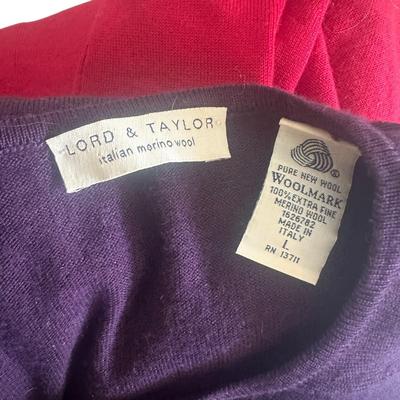 LORD & TAYLOR
italian merino wool
®
PURE NEW WOOL
WOOLMARK
100% EXTRA FINE
MERINO WOOL
1626782
MADE IN
ITALY
L
RN 13711